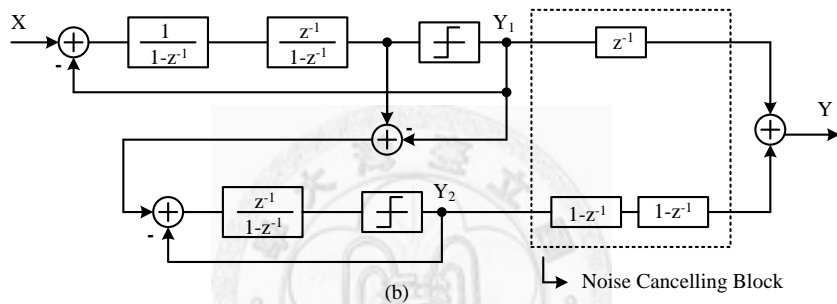 X
1
1-z⁻¹
z⁻¹
1-z⁻¹
Y₁
z⁻¹
-
-
Y
z⁻¹
1-z⁻¹
Y₂
1-z⁻¹
1-z⁻¹
-
Noise Cancelling Block
(b)